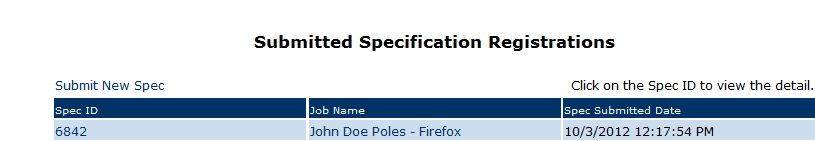 Submitted Specification Registrations
Submit New Spec Click on the Spec ID to view the detail.
Spec ID Job Name Spec Submitted Date
6842 John Doe Poles - Firefox 10/3/2012 12:17:54 PM